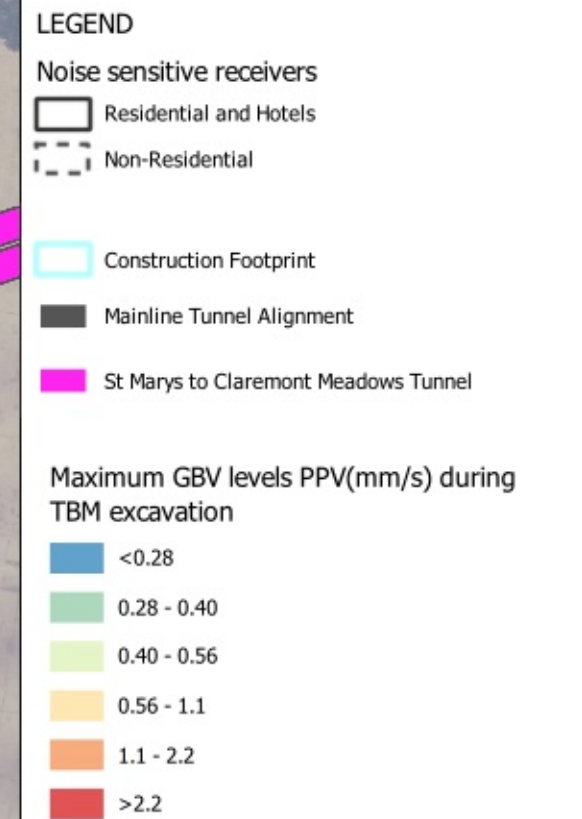 LEGEND
Noise sensitive receivers
Residential and Hotels
Non-Residential
Construction Footprint
Mainline Tunnel Alignment
St Marys to Claremont Meadows Tunnel
Maximum GBV levels PPV(mm/s) during
TBM excavation
<0.28
0.28 - 0.40
0.40 - 0.56
0.56 - 1.1
1.1 - 2.2
>2.2